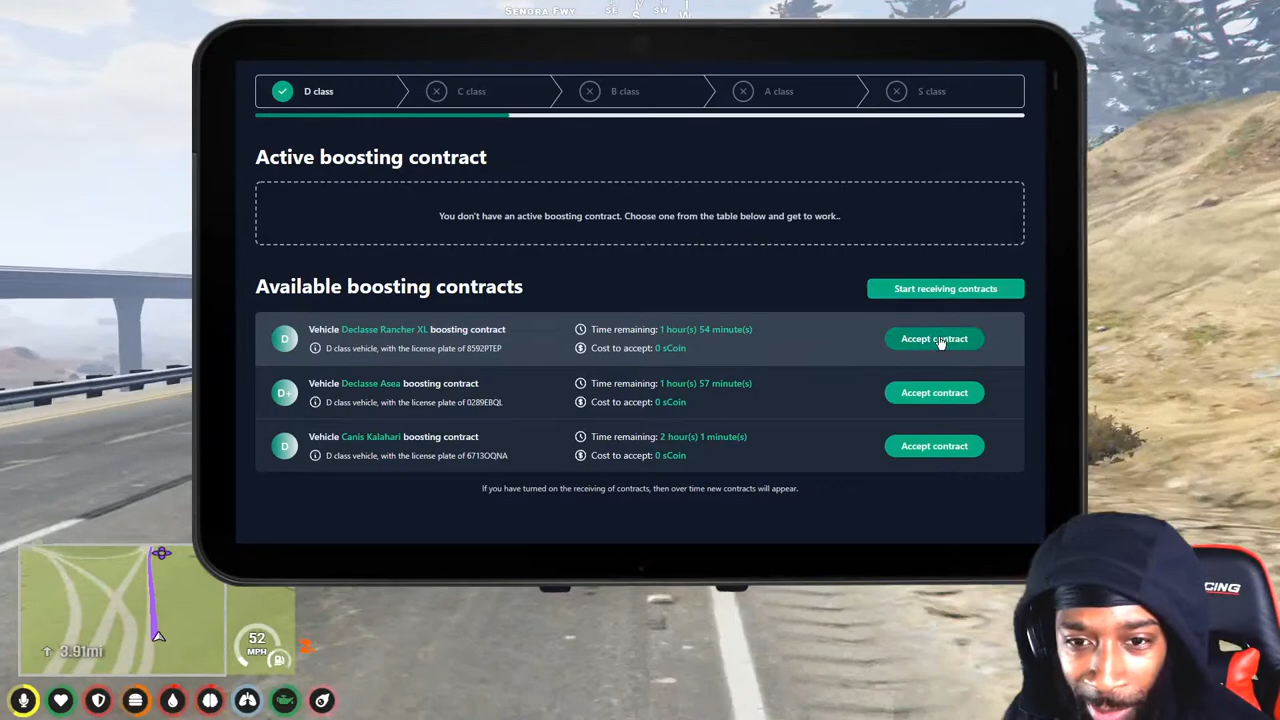 SENORA FWY
SE
S
SW
W
D class
C class
B class
A class
S class
Active boosting contract
You don't have an active boosting contract. Choose one from the table below and get to work..
Available boosting contracts
Start receiving contracts
D
Vehicle Declasse Rancher XL boosting contract
Time remaining: 1 hour(s) 54 minute(s)
D class vehicle, with the license plate of 8592PTEP
Cost to accept: 0 sCoin
Accept contract
D+
Vehicle Declasse Asea boosting contract
Time remaining: 1 hour(s) 57 minute(s)
D class vehicle, with the license plate of 0289EBQL
Cost to accept: 0 sCoin
Accept contract
D
Vehicle Canis Kalahari boosting contract
Time remaining: 2 hour(s) 1 minute(s)
D class vehicle, with the license plate of 6713OQNA
Cost to accept: 0 sCoin
Accept contract
If you have turned on the receiving of contracts, then over time new contracts will appear.
3.91mi
52
MPH
CING